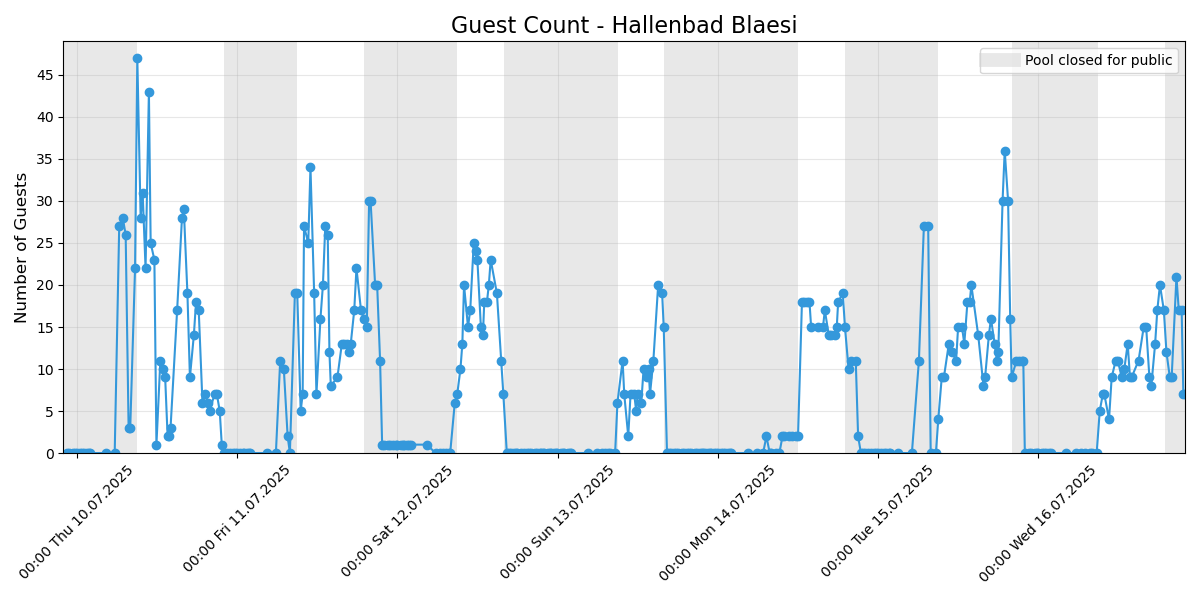 Guest Count - Hallenbad Blaesi
Pool closed for public
Number of Guests
45
40
35
30
25
20
15
10
5
0
00:00 Thu 10.07.2025
00:00 Fri 11.07.2025
00:00 Sat 12.07.2025
00:00 Sun 13.07.2025
00:00 Mon 14.07.2025
00:00 Tue 15.07.2025
00:00 Wed 16.07.2025